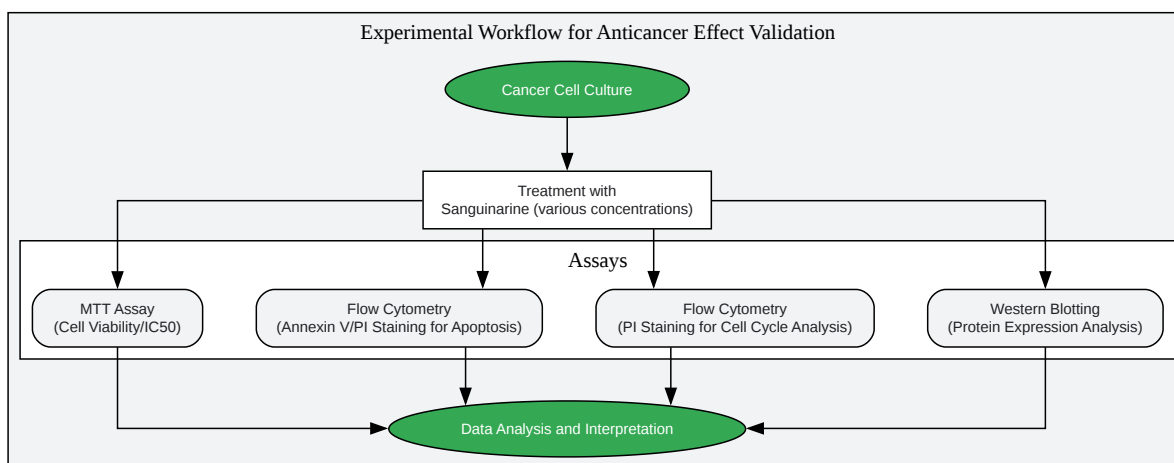 Experimental Workflow for Anticancer Effect Validation
Cancer Cell Culture
Treatment with
Sanguinarine (various concentrations)
Assays
MTT Assay
(Cell Viability/IC50)
Flow Cytometry
(Annexin V/PI Staining for Apoptosis)
Flow Cytometry
(PI Staining for Cell Cycle Analysis)
Western Blotting
(Protein Expression Analysis)
Data Analysis and Interpretation